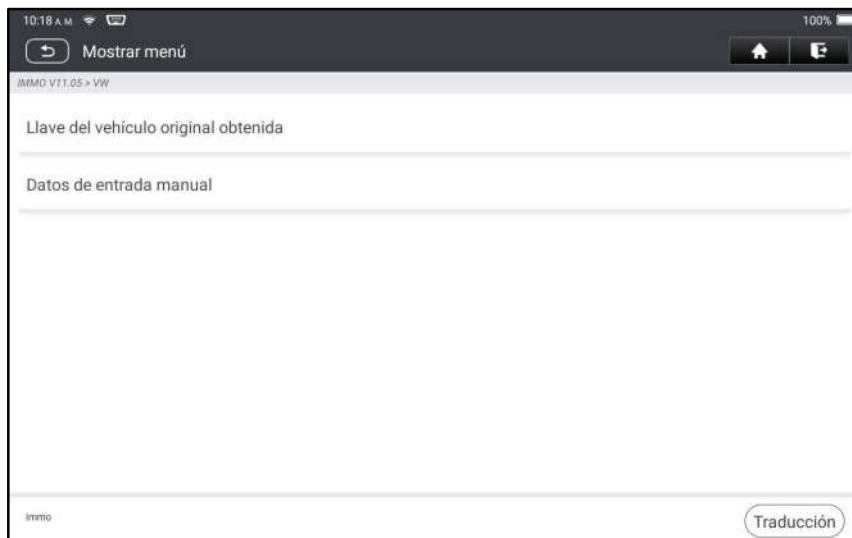 10:18 A M
100%
Mostrar menú
IMMO V11.05 > VW
Llave del vehículo original obtenida
Datos de entrada manual
Immo
Traducción